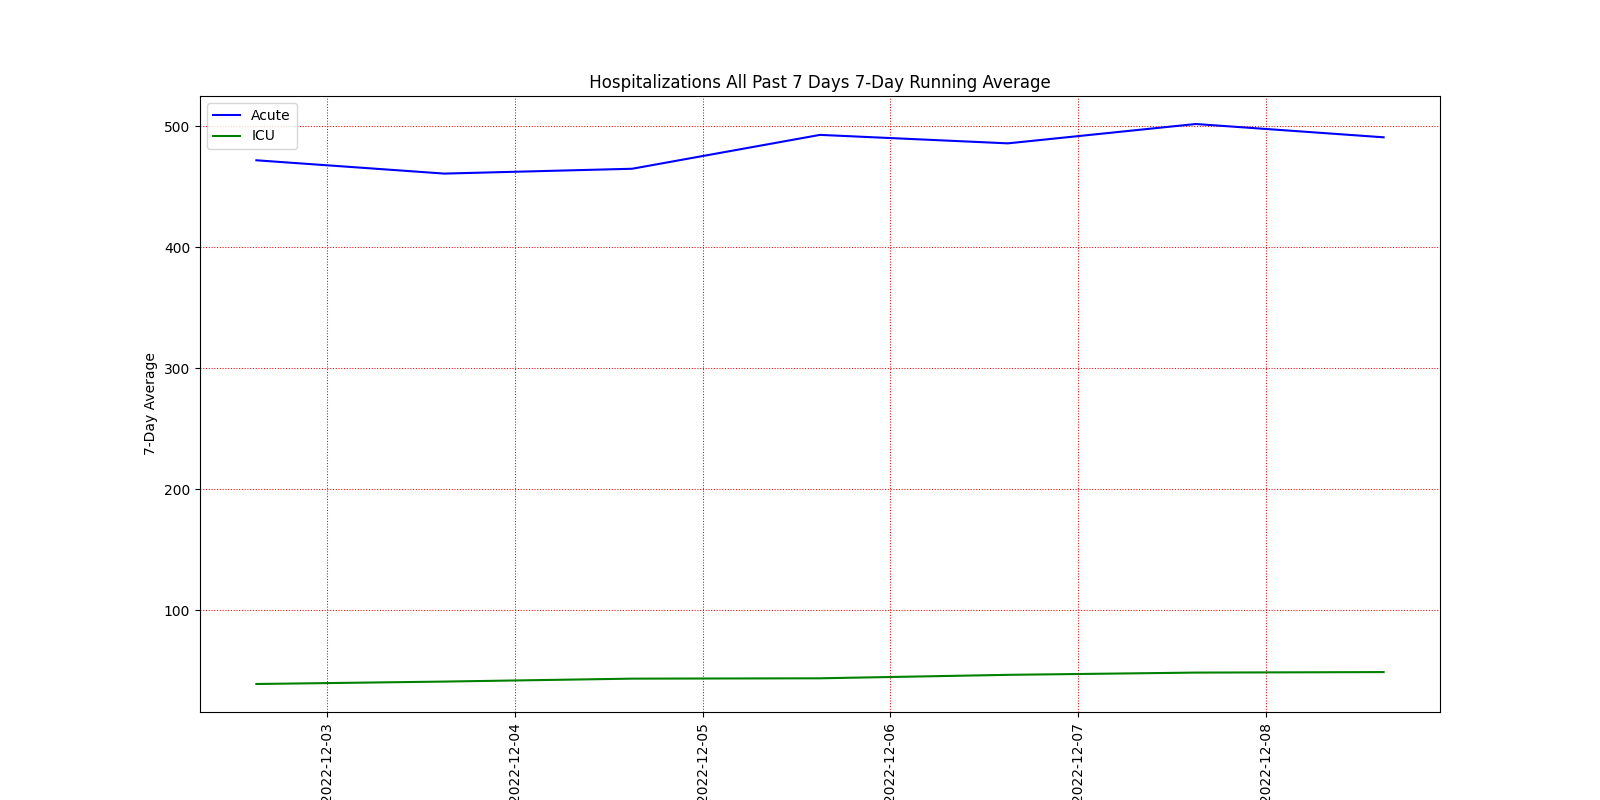 Hospitalizations All Past 7 Days 7-Day Running Average
Acute
ICU
500
400
300
200
100
7-Day Average
2022-12-03
2022-12-04
2022-12-05
2022-12-06
2022-12-07
2022-12-08